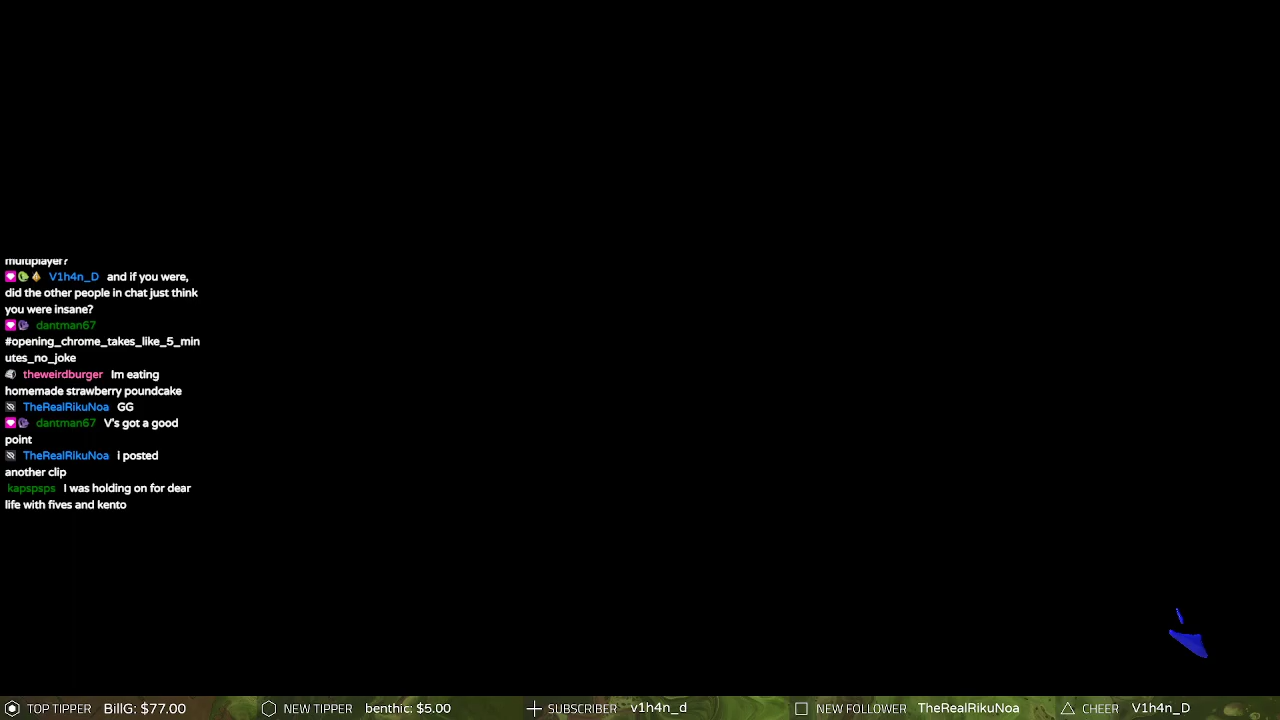 multiplayer?
V1h4n_D and if you were,
did the other people in chat just think
you were insane?
dantman67
#opening_chrome_takes_like_5_min
utes_no_joke
theweirdburger Im eating
homemade strawberry poundcake
TheRealRikuNoa GG
dantman67 V's got a good
point
TheRealRikuNoa i posted
another clip
kapspsps I was holding on for dear
life with fives and kento
TOP TIPPER BillG: $77.00 NEW TIPPER benthic: $5.00 SUBSCRIBER v1h4n_d NEW FOLLOWER TheRealRikuNoa CHEER V1h4n_D